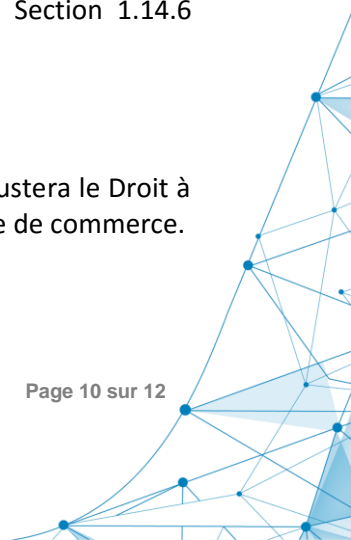 Section 1.14.6
ustera le Droit à
e de commerce.
Page 10 sur 12